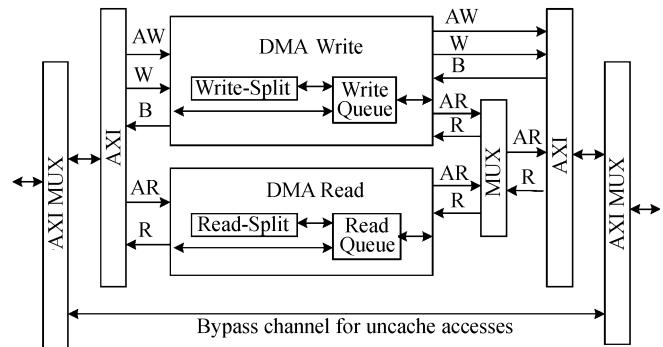 AXI MUX
AXI
AW
W
B
AR
R
DMA Write
Write-Split
Write
Queue
DMA Read
Read-Split
Read
Queue
AW
W
B
AR
R
AR
R
MUX
AR
R
AXI
AXI MUX
Bypass channel for uncache accesses